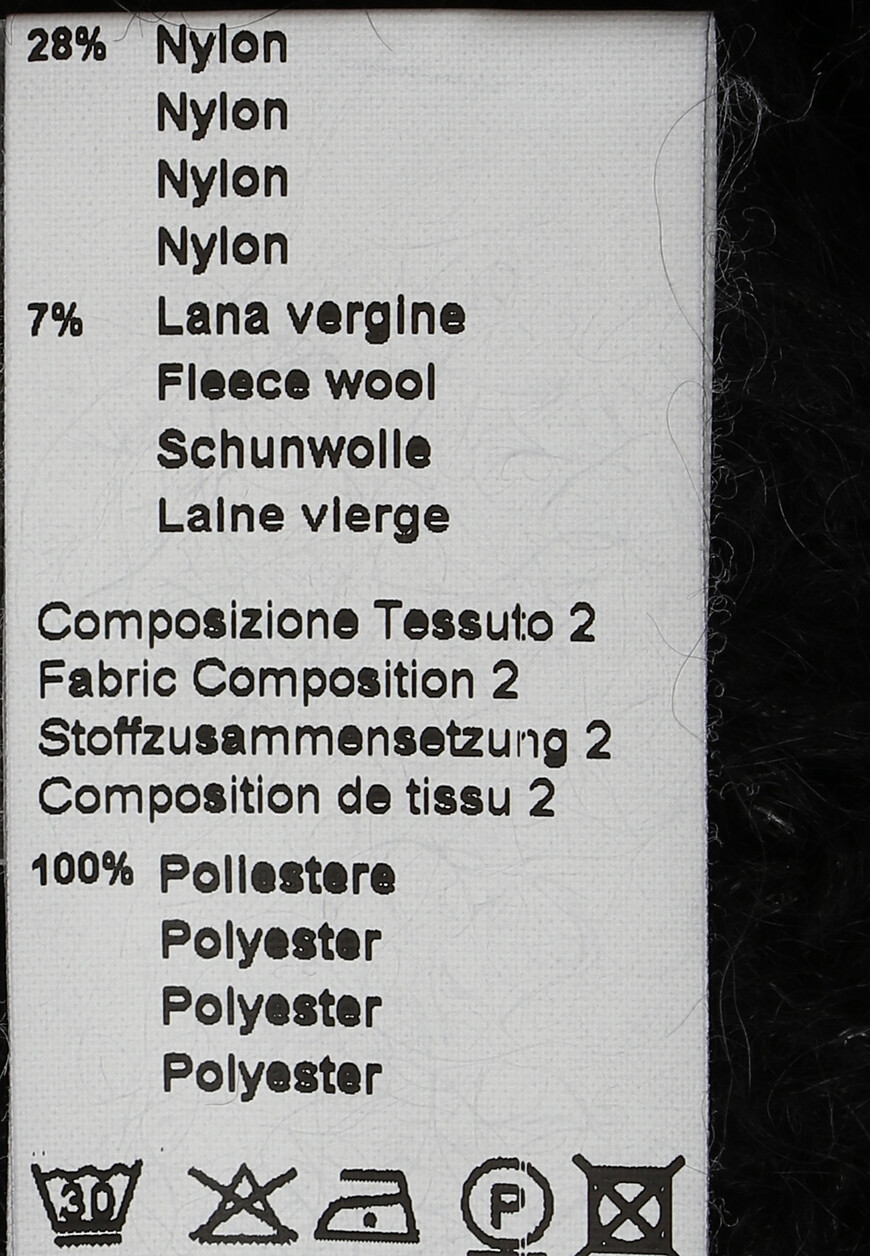 28% Nylon
Nylon
Nylon
Nylon
7% Lana vergine
Fleece wool
Schunwolle
Laine vierge
Composizione Tessuto 2
Fabric Composition 2
Stoffzusammensetzung 2
Composition de tissu 2
100% Poliestere
Polyester
Polyester
Polyester
30 P